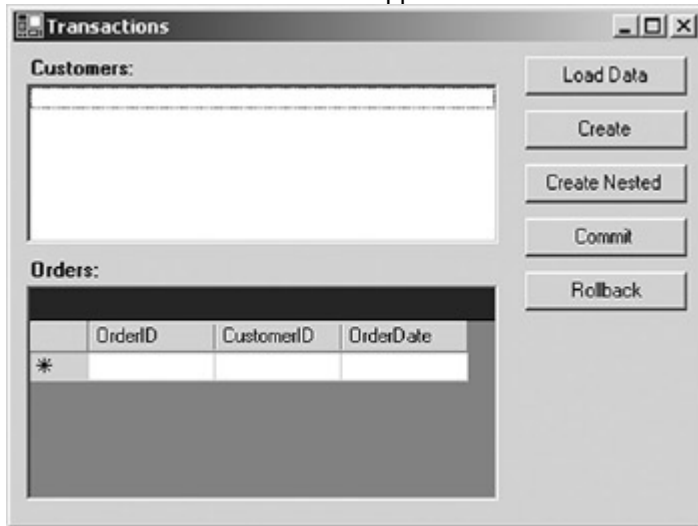 Transactions
Customers:
Load Data
Create
Create Nested
Commit
Orders:
Rollback
OrderID CustomerID OrderDate